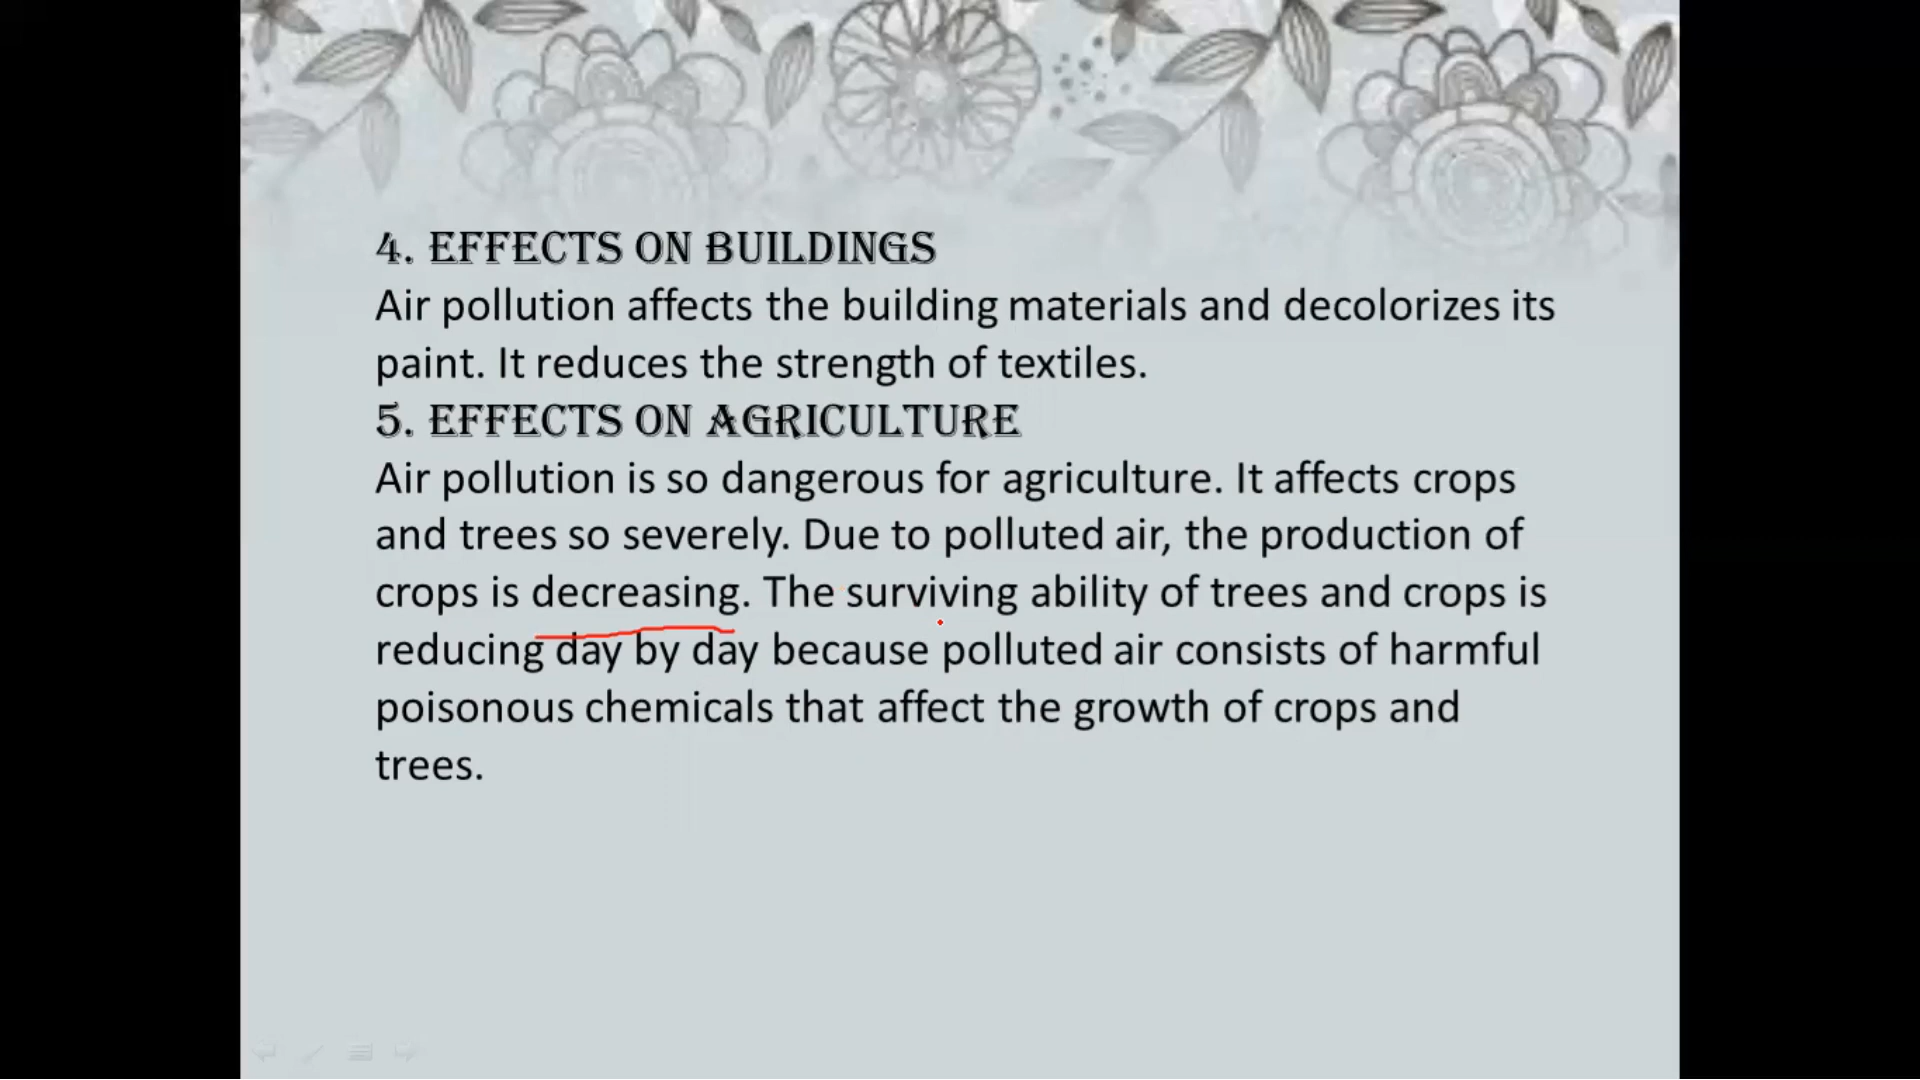 4. EFFECTS ON BUILDINGS
Air pollution affects the building materials and decolorizes its
paint. It reduces the strength of textiles.
5. EFFECTS ON AGRICULTURE
Air pollution is so dangerous for agriculture. It affects crops
and trees so severely. Due to polluted air, the production of
crops is decreasing. The surviving ability of trees and crops is
reducing day by day because polluted air consists of harmful
poisonous chemicals that affect the growth of crops and
trees.